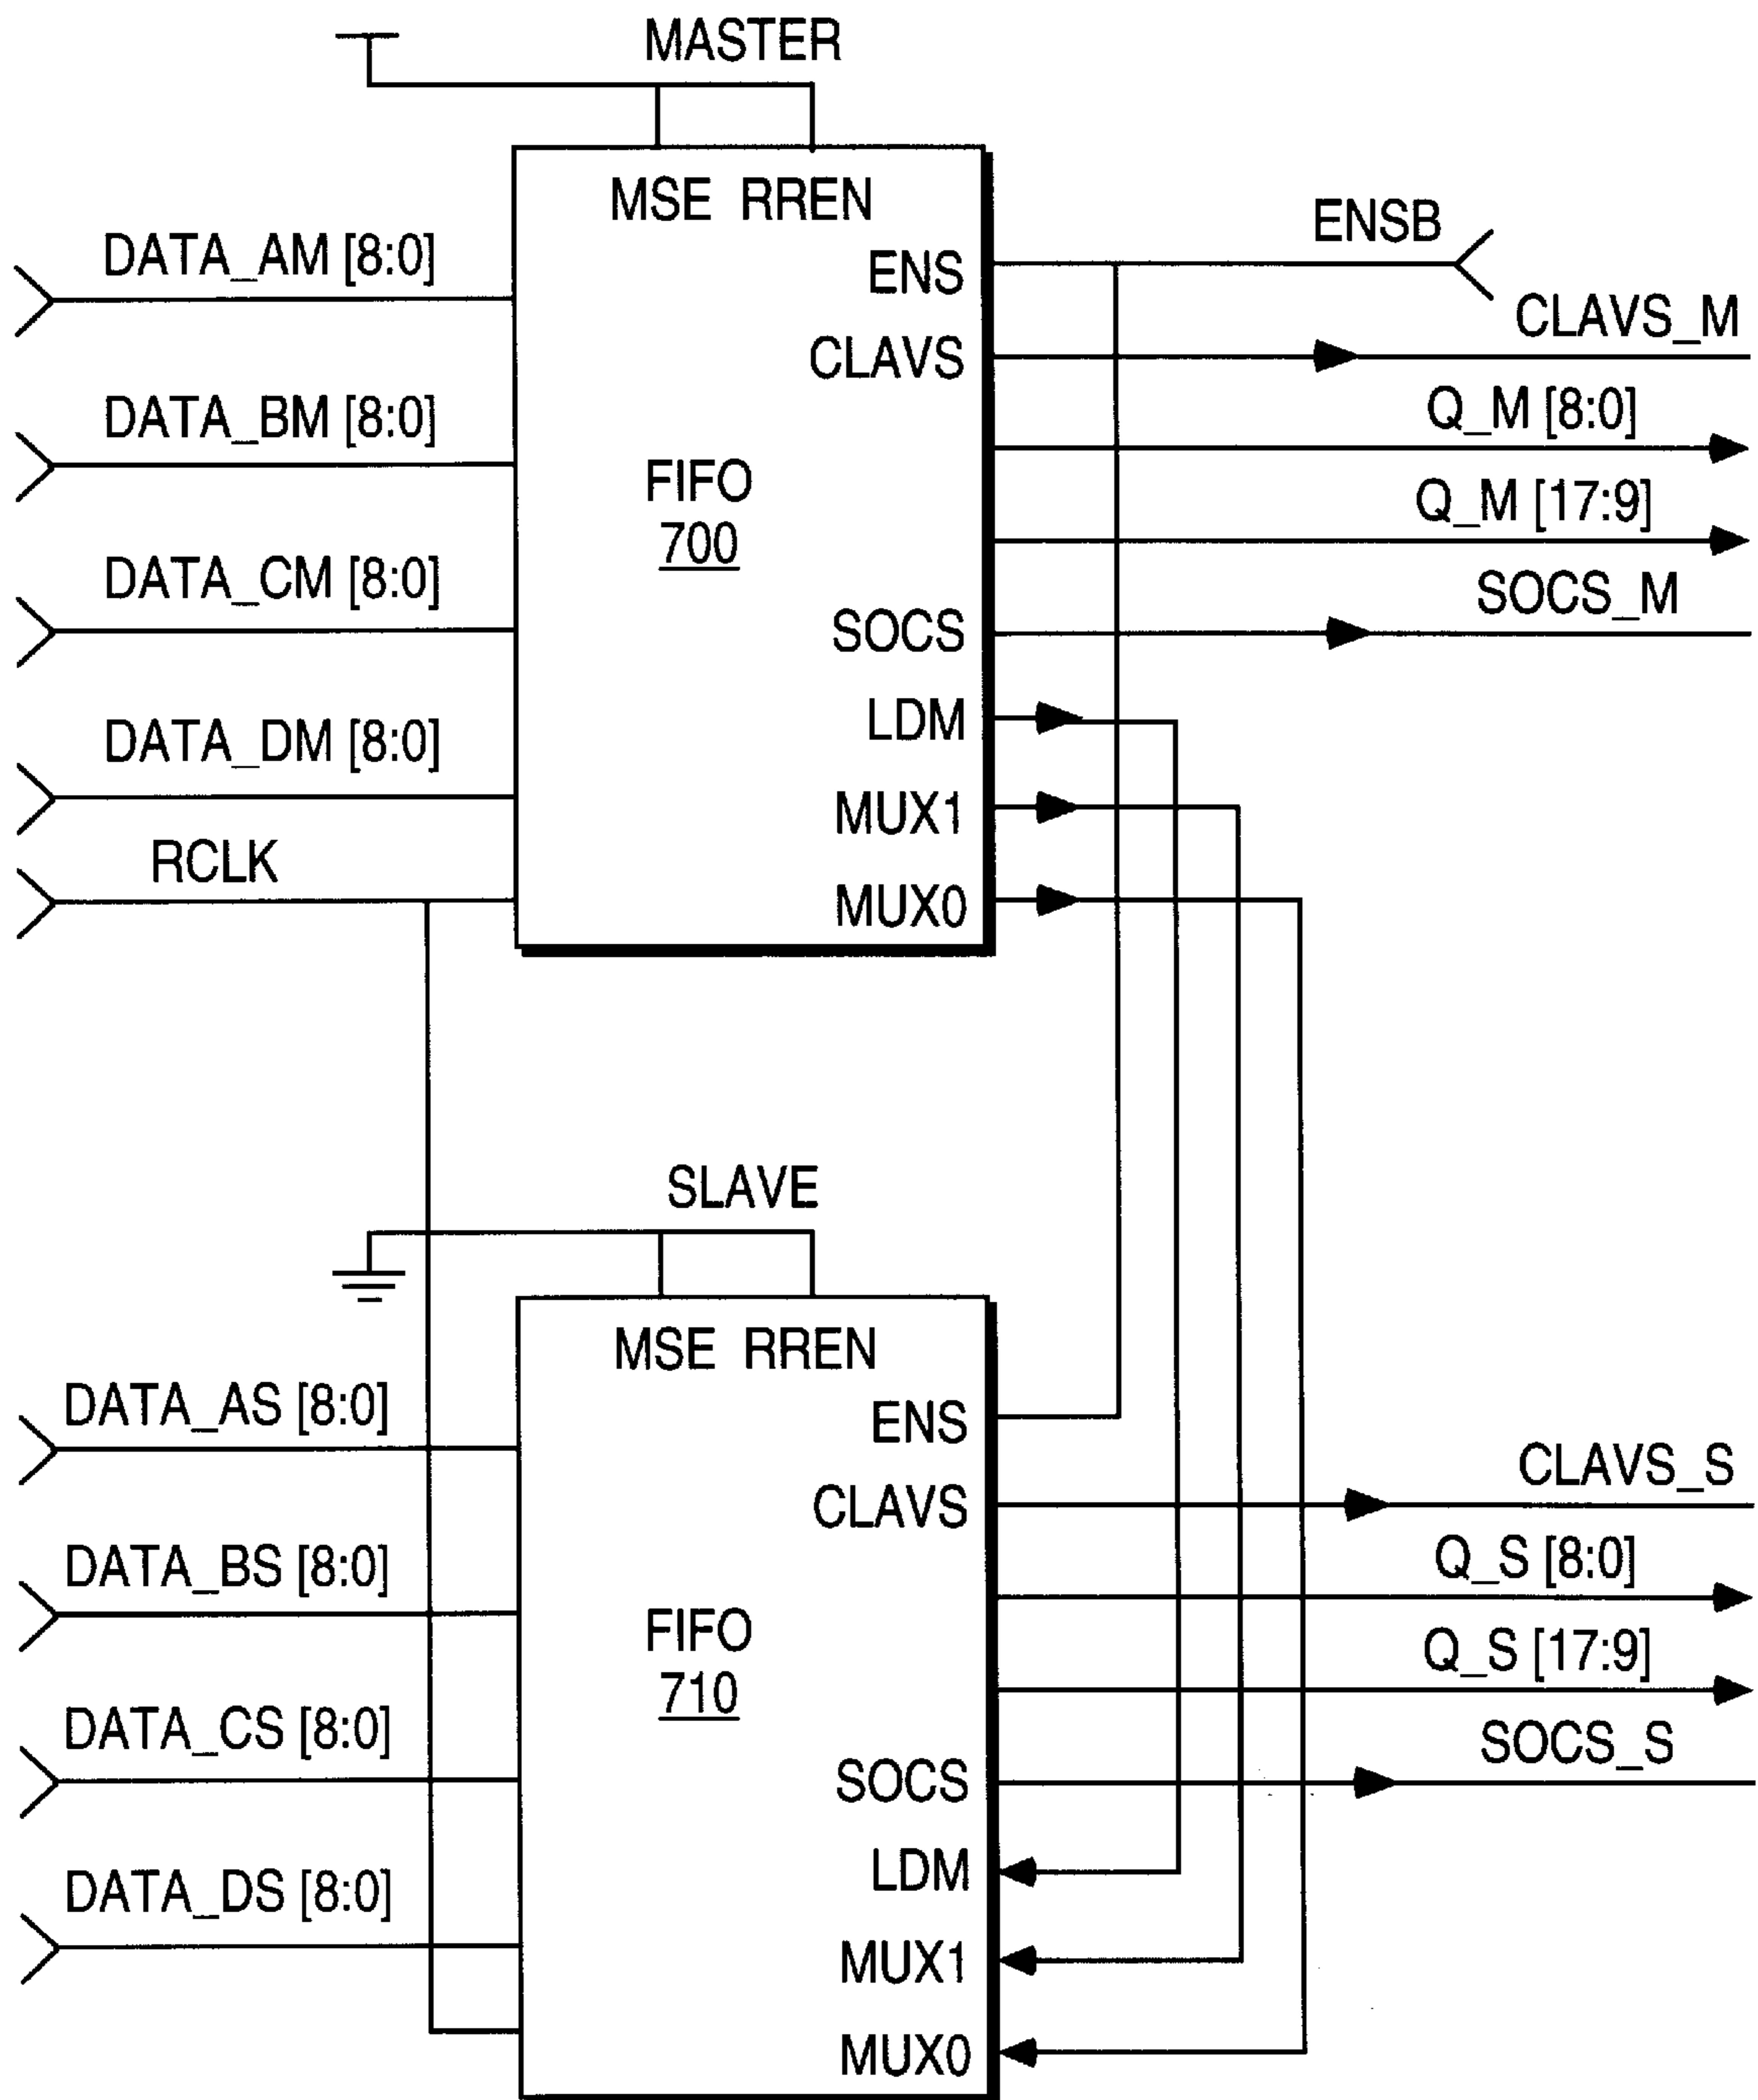 MASTER
MSE RREN
DATA_AM [8:0]
ENS
ENSB
CLAVS
CLAVS_M
DATA_BM [8:0]
Q_M [8:0]
FIFO
700
Q_M [17:9]
DATA_CM [8:0]
SOCS
SOCS_M
DATA_DM [8:0]
LDM
MUX1
RCLK
MUX0
SLAVE
MSE RREN
DATA_AS [8:0]
ENS
CLAVS
CLAVS_S
DATA_BS [8:0]
Q_S [8:0]
FIFO
710
Q_S [17:9]
DATA_CS [8:0]
SOCS
SOCS_S
LDM
DATA_DS [8:0]
MUX1
MUX0